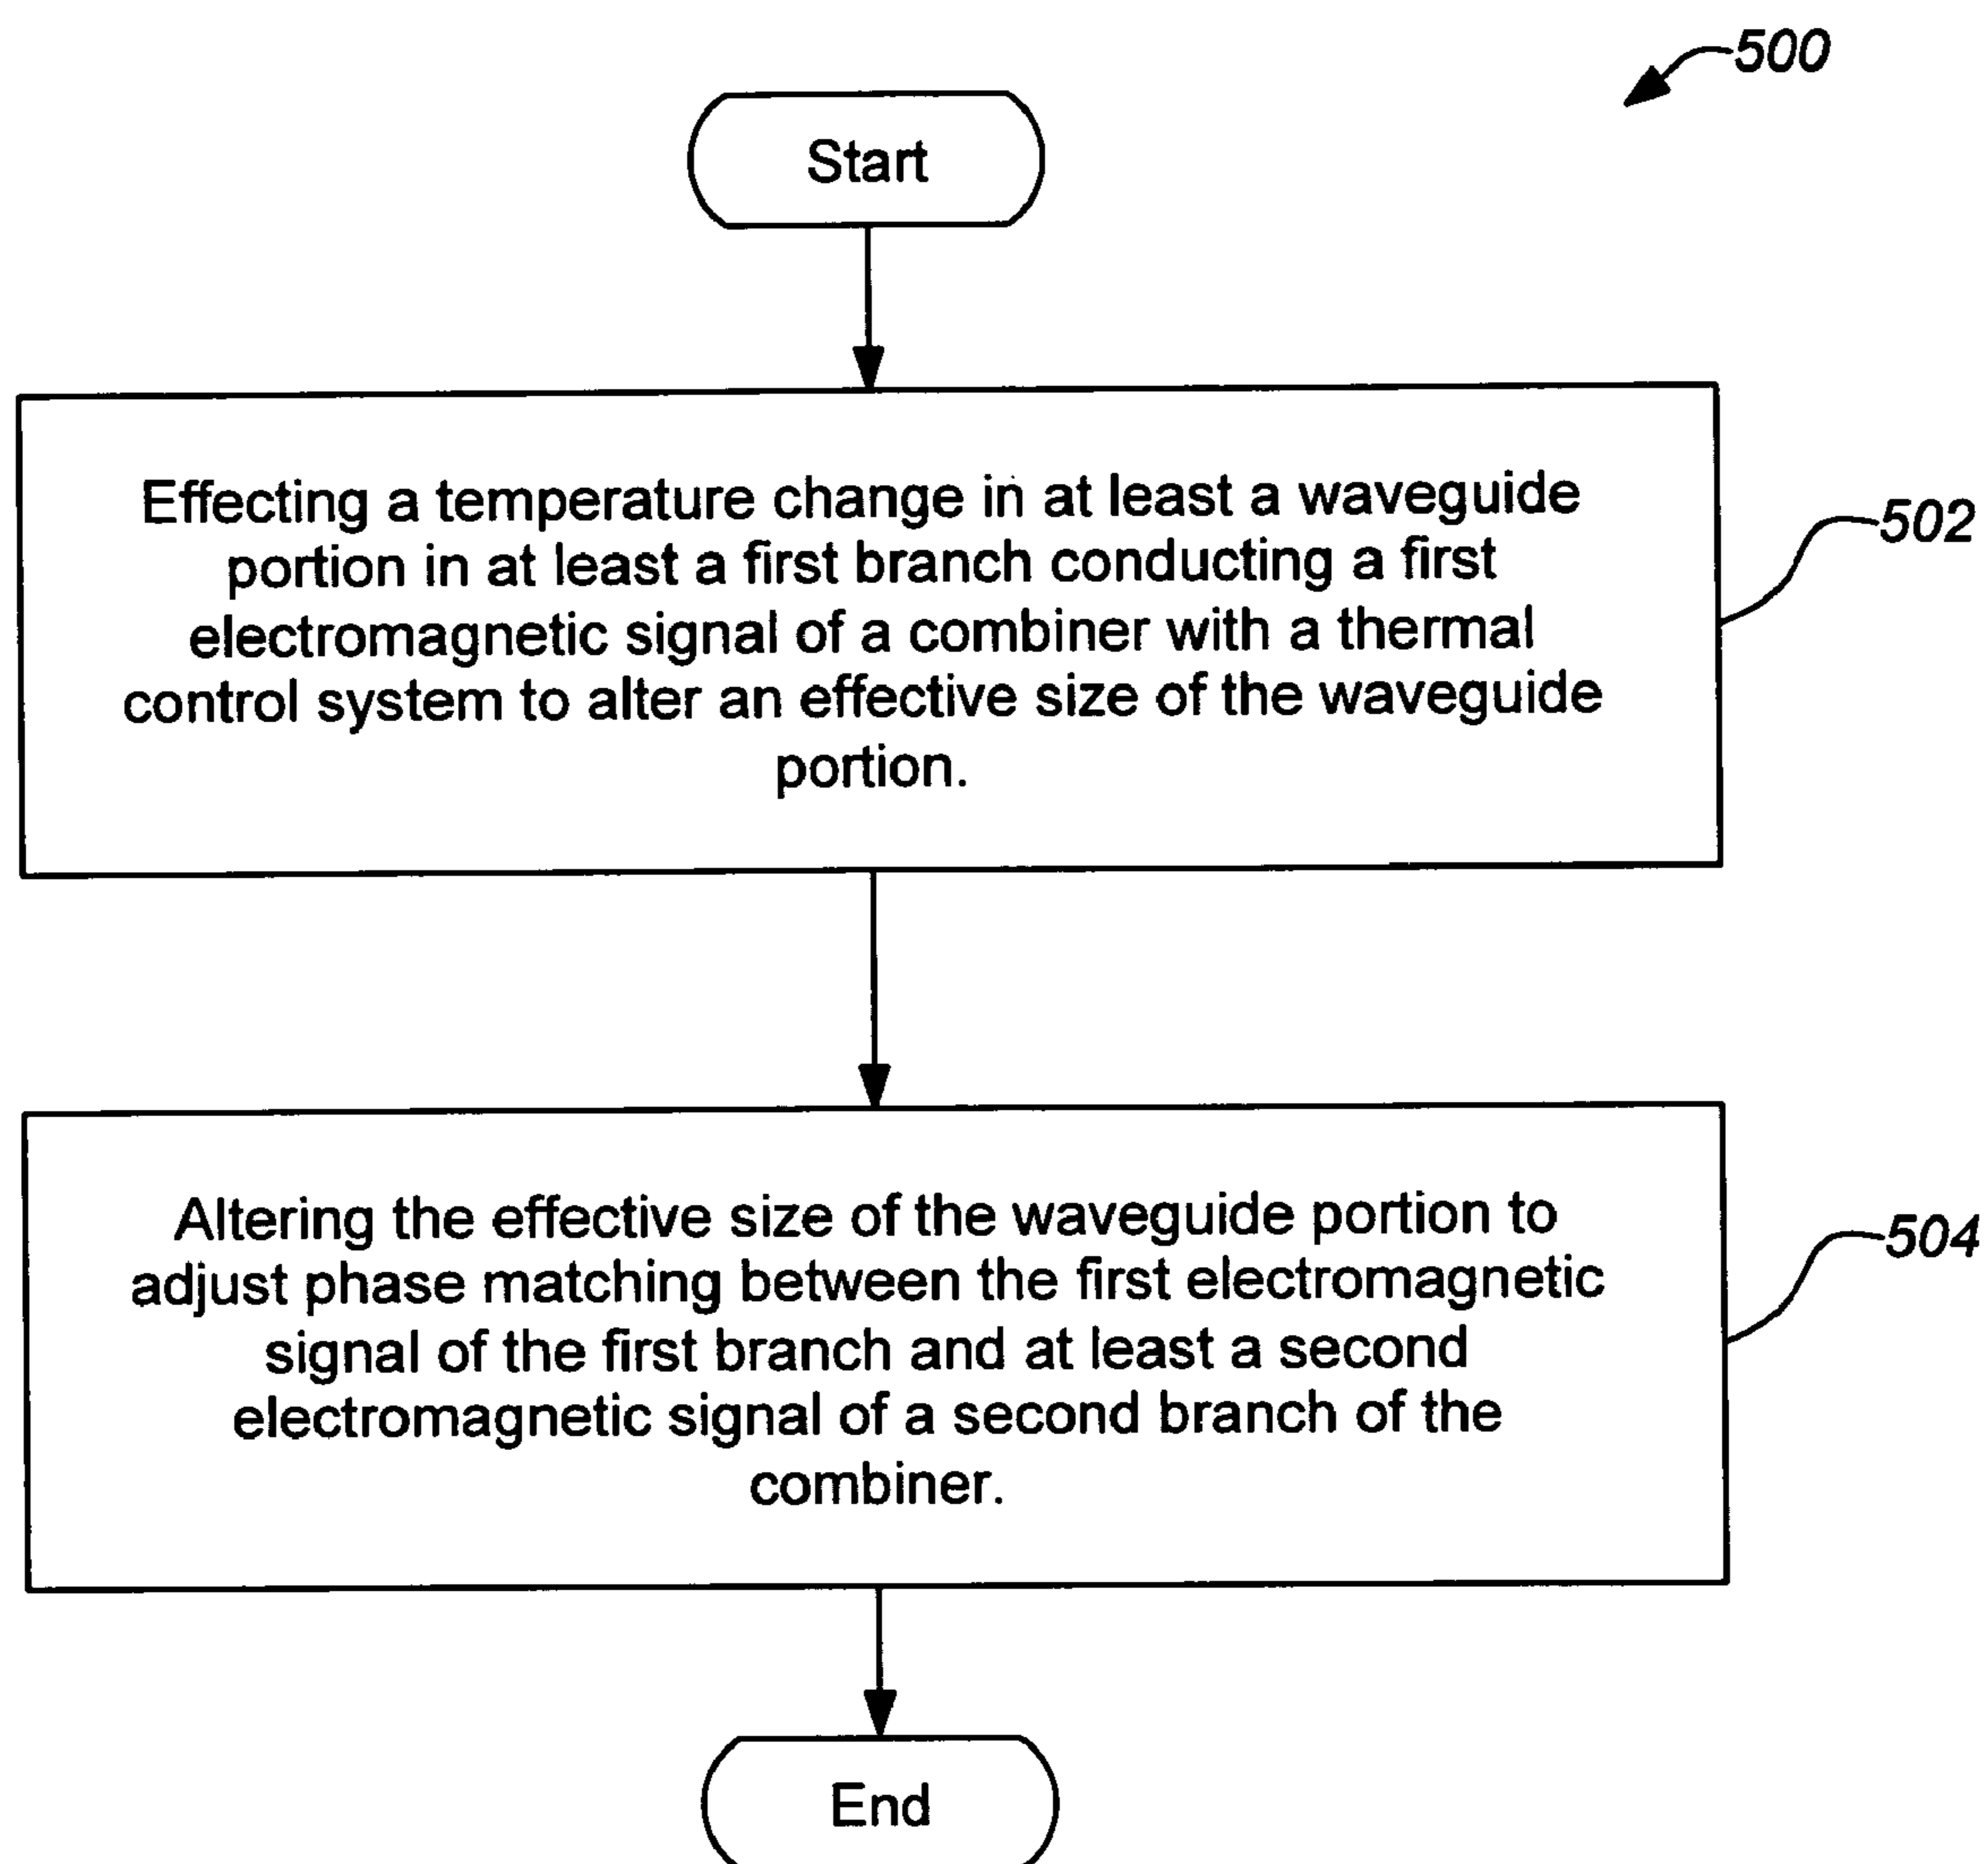 500
Start
Effecting a temperature change in at least a waveguide
portion in at least a first branch conducting a first
electromagnetic signal of a combiner with a thermal
control system to alter an effective size of the waveguide
portion.
502
Altering the effective size of the waveguide portion to
adjust phase matching between the first electromagnetic
signal of the first branch and at least a second
electromagnetic signal of a second branch of the
combiner.
504
End